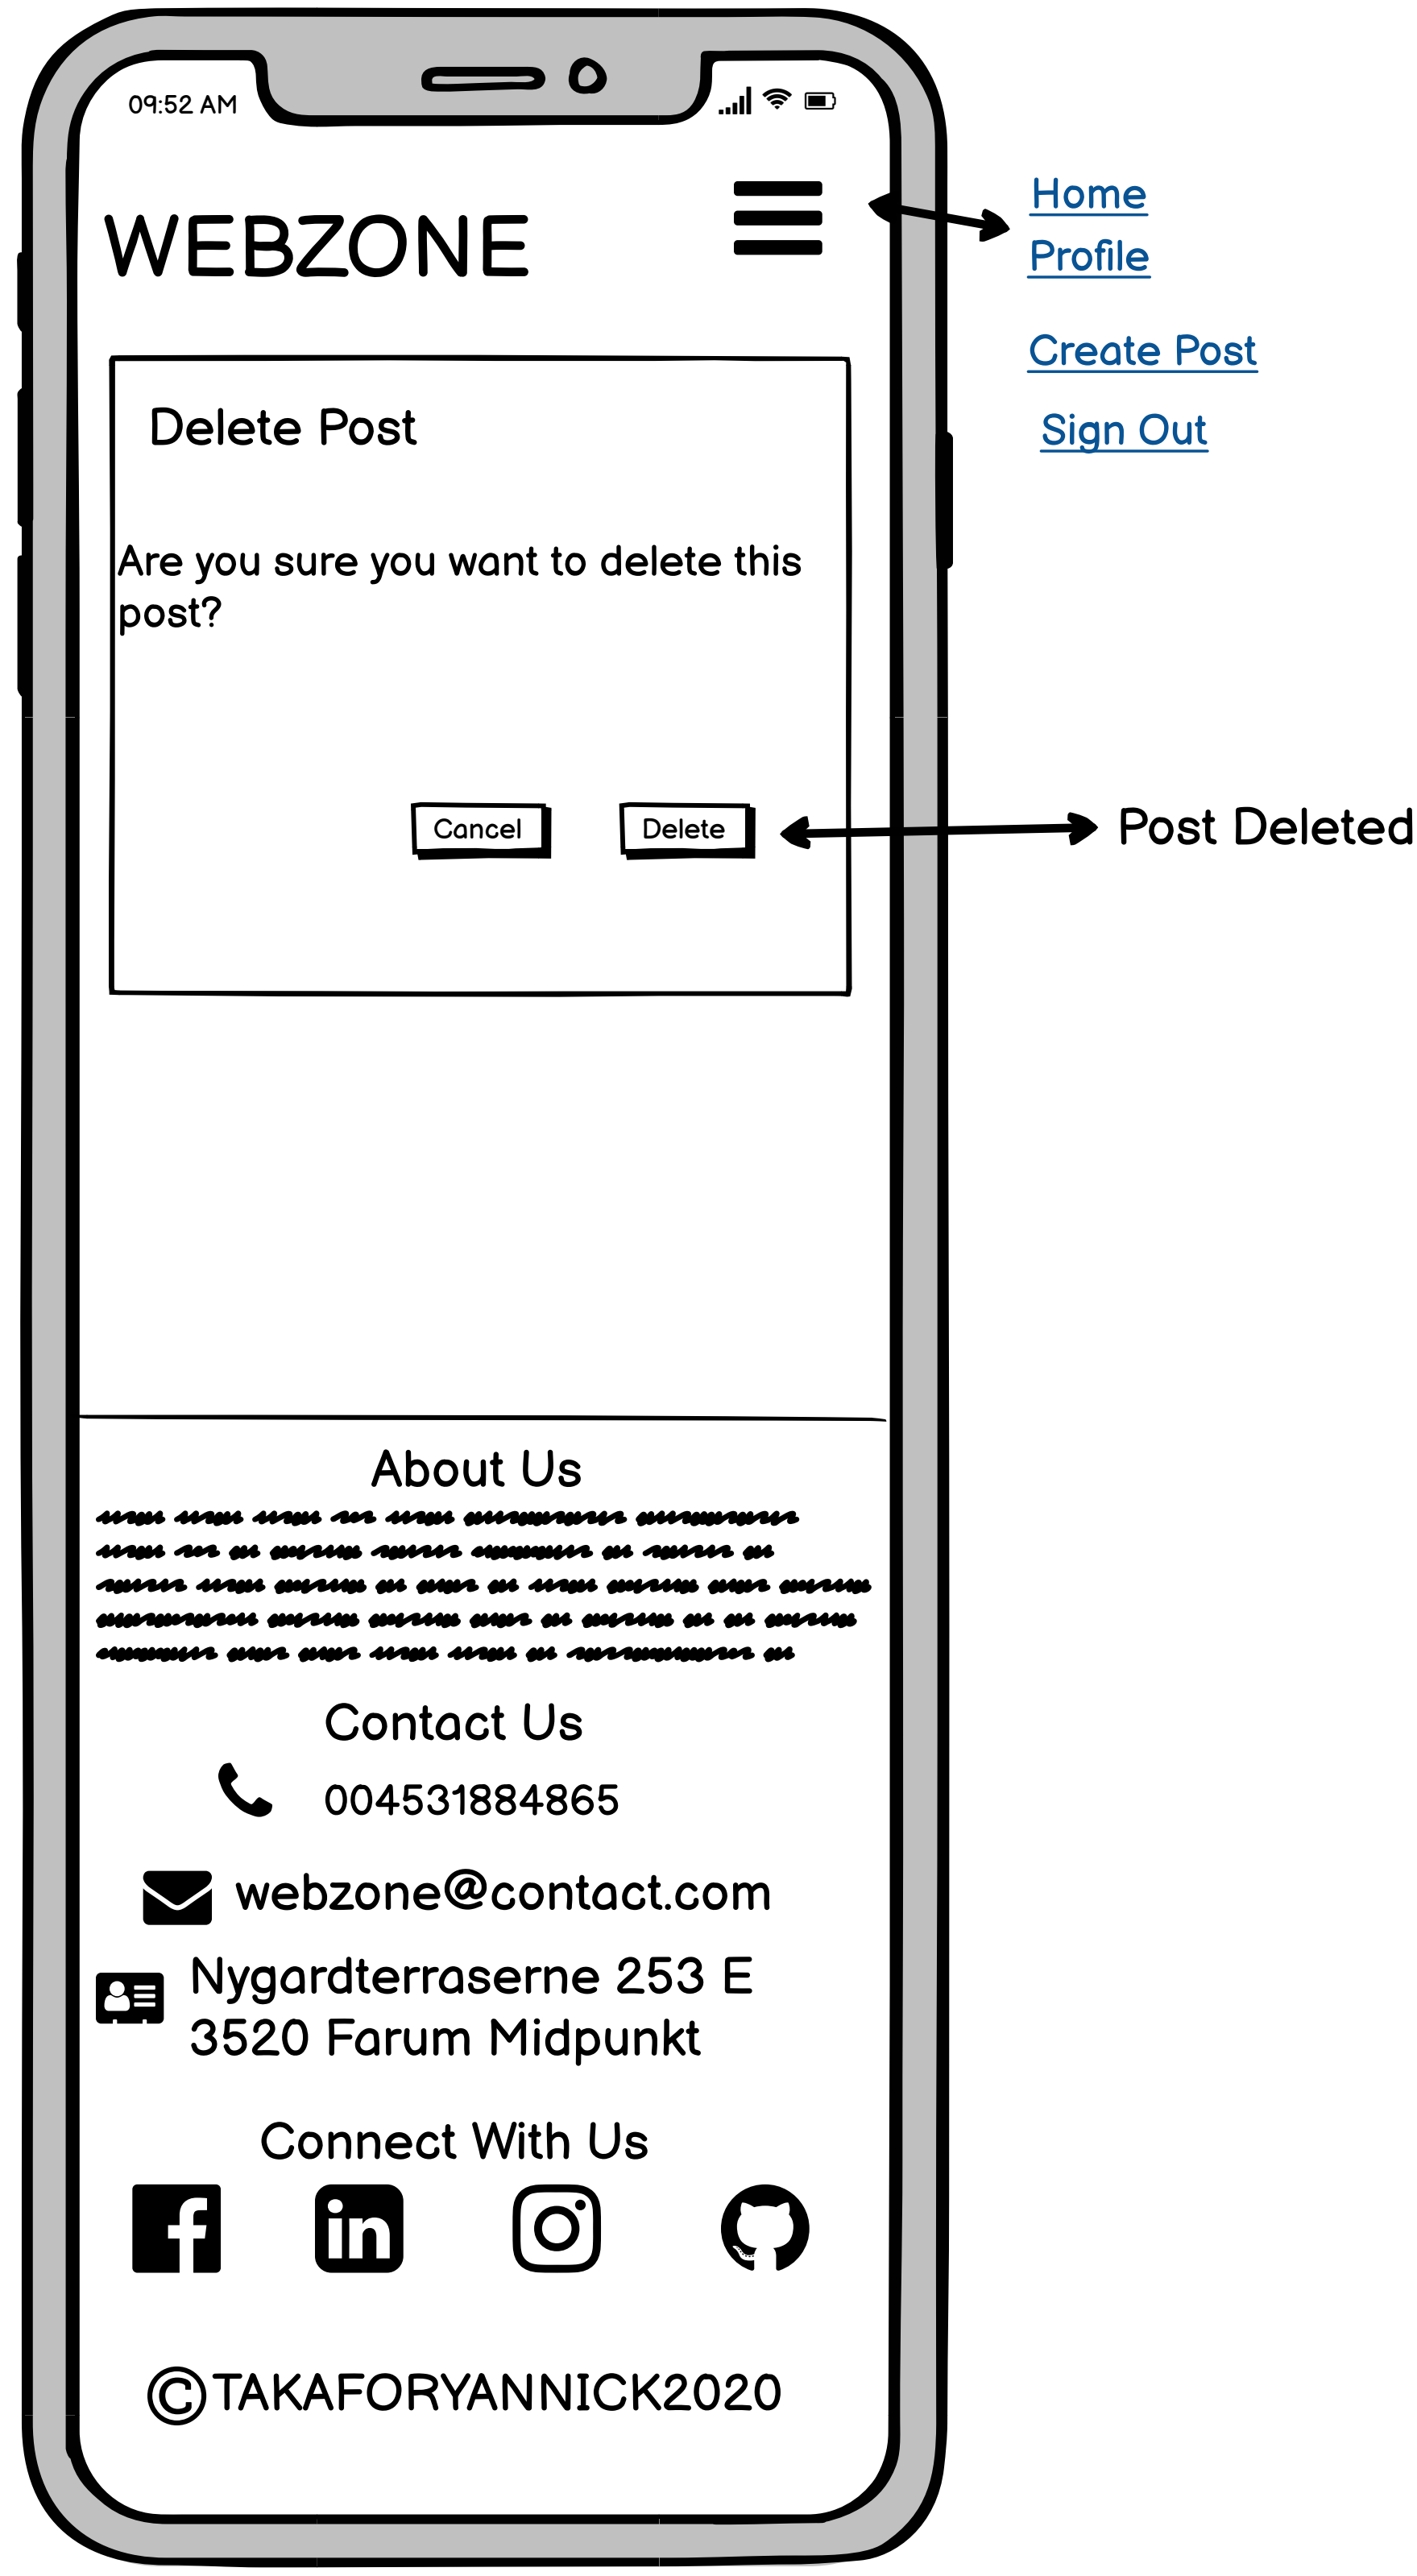 09:52 AM
WEBZONE
Home
Profile
Create Post
Sign Out
Delete Post
Are you sure you want to delete this
post?
Cancel
Delete
Post Deleted
About Us
Contact Us
004531884865
webzone@contact.com
Nygardterraserne 253 E
3520 Farum Midpunkt
Connect With Us
©TAKAFORYANNICK2020